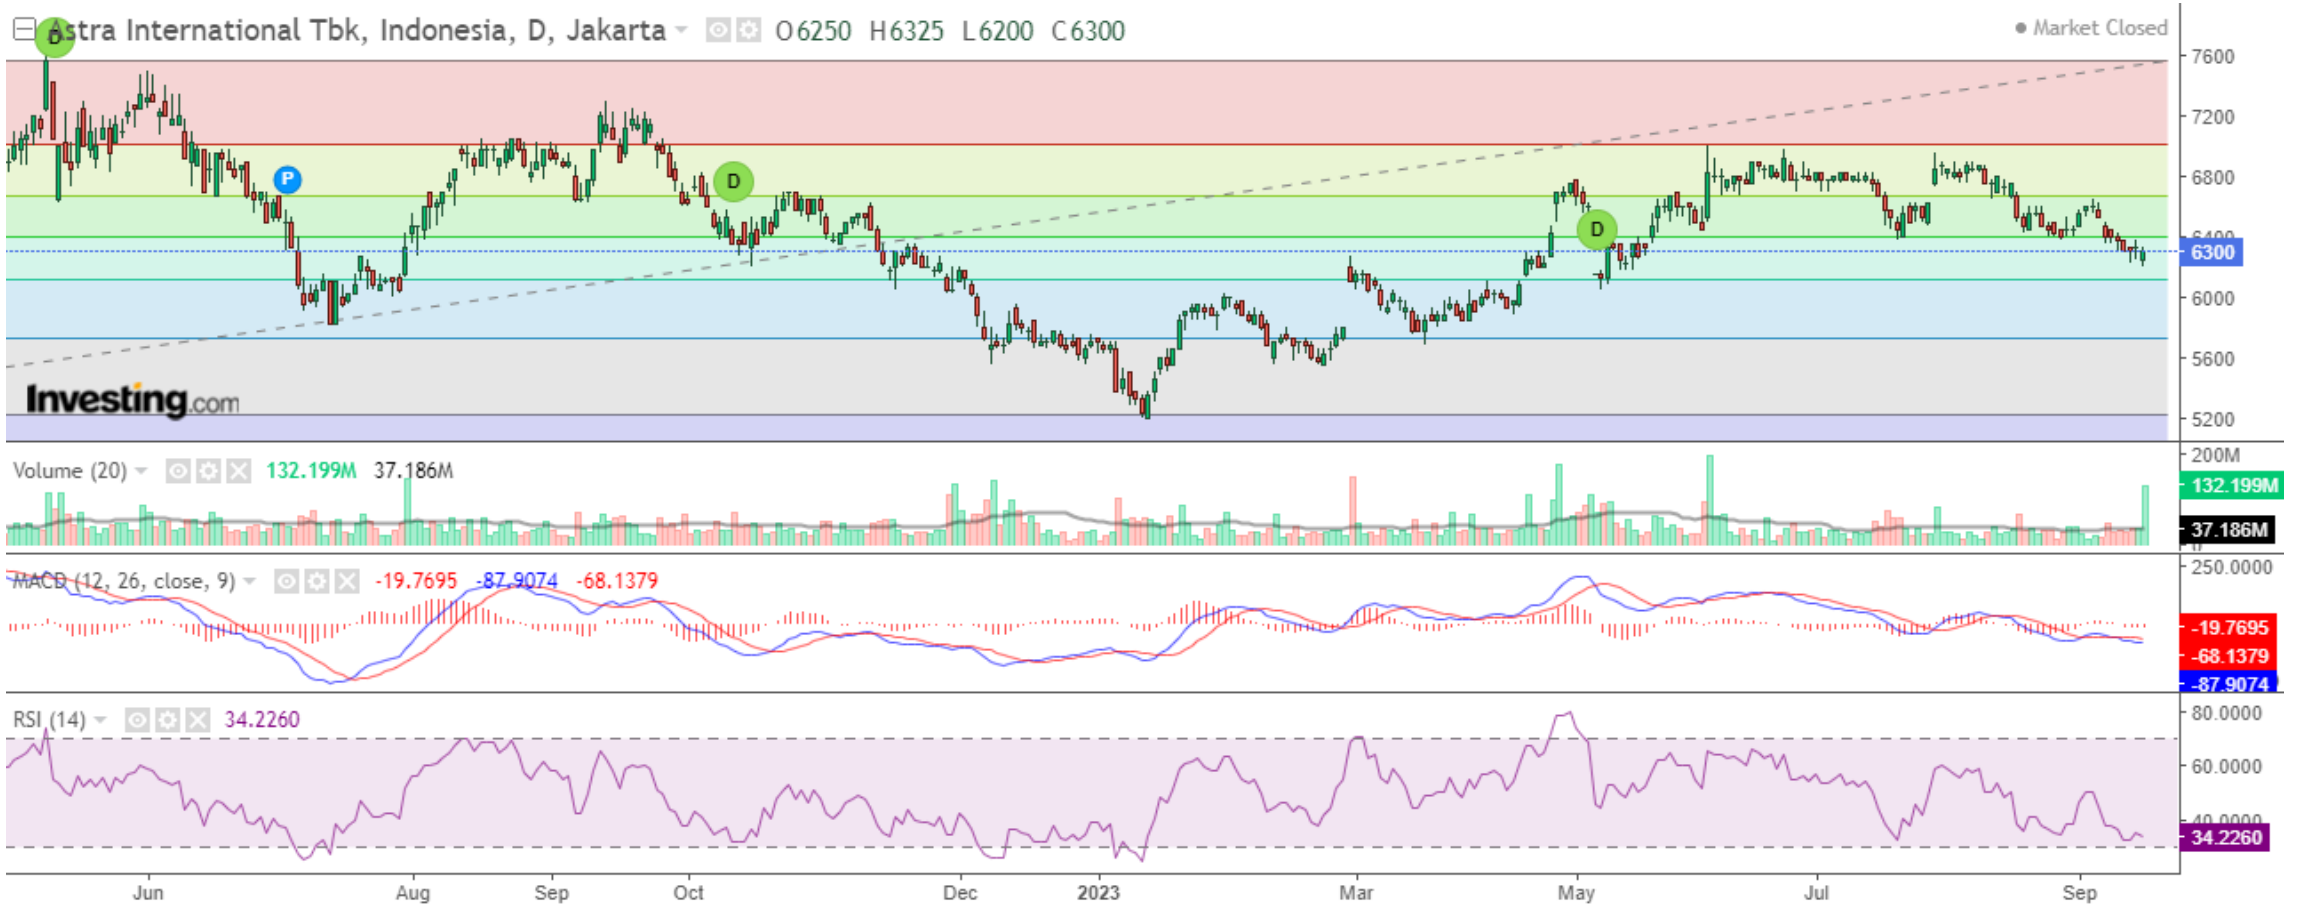 Astra International Tbk, Indonesia, D, Jakarta O6250 H6325 L6200 C6300
Market Closed
D
P
D
D
7600
7200
6800
6400
6300
6000
5600
5200
Investing.com
Volume (20) 132.199M 37.186M
200M
132.199M
37.186M
0
MACD (12, 26, close, 9) -19.7695 -87.9074 -68.1379
250.0000
-19.7695
-68.1379
-87.9074
RSI (14) 34.2260
80.0000
60.0000
40.0000
34.2260
Jun Aug Sep Oct Dec 2023 Mar May Jul Sep